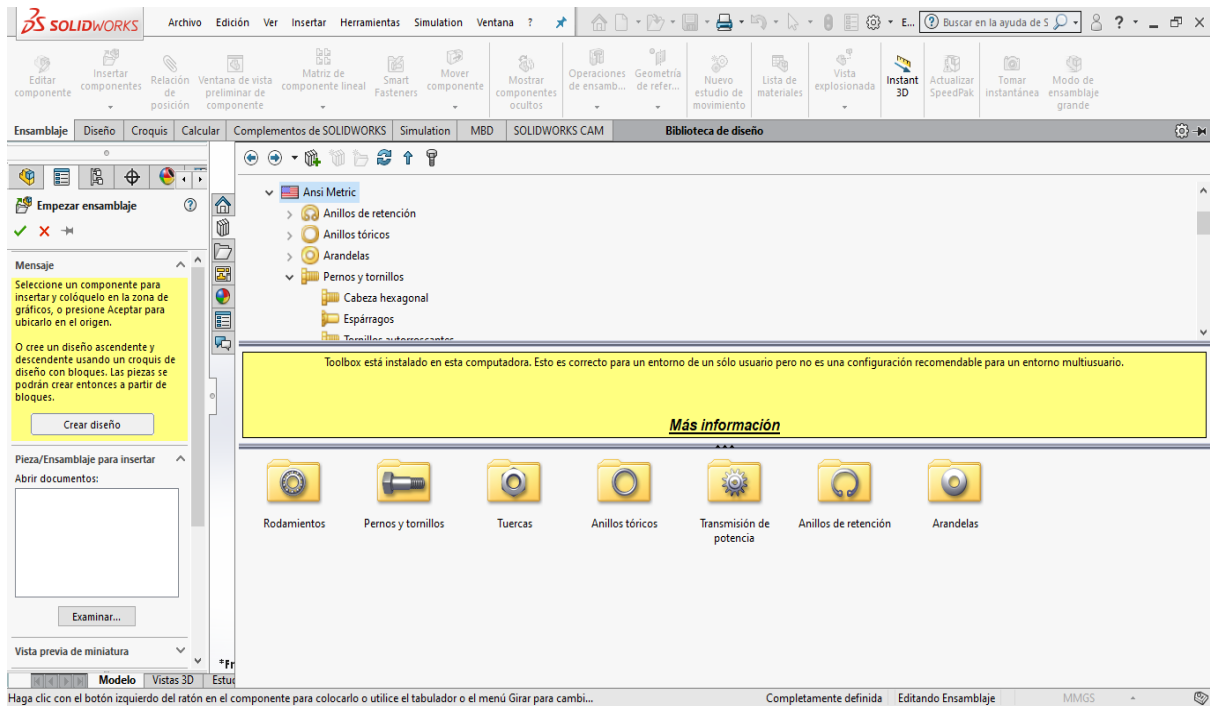 SOLIDWORKS
Archivo Edición Ver Insertar Herramientas Simulation Ventana ?
E...
Buscar en la ayuda de S
?
Editar componente
Insertar componentes
Relación de posición
Ventana de vista preliminar de componente
Matriz de componente lineal
Smart Fasteners
Mover componente
Mostrar componentes ocultos
Operaciones de ensamb...
Geometría de refer...
Nuevo estudio de movimiento
Lista de materiales
Vista explosionada
Instant 3D
Actualizar SpeedPak
Tomar instantánea
Modo de ensamblaje grande
Ensamblaje Diseño Croquis Calcular Complementos de SOLIDWORKS Simulation MBD SOLIDWORKS CAM
Biblioteca de diseño
Empezar ensamblaje
Mensaje
Seleccione un componente para
insertar y colóquelo en la zona de
gráficos, o presione Aceptar para
ubicarlo en el origen.
O cree un diseño ascendente y
descendente usando un croquis de
diseño con bloques. Las piezas se
podrán crear entonces a partir de
bloques.
Crear diseño
Pieza/Ensamblaje para insertar
Abrir documentos:
Examinar...
Vista previa de miniatura
Ansi Metric
Anillos de retención
Anillos tóricos
Arandelas
Pernos y tornillos
Cabeza hexagonal
Espárragos
Tornillos autorroscantes
Toolbox está instalado en esta computadora. Esto es correcto para un entorno de un sólo usuario pero no es una configuración recomendable para un entorno multiusuario.
Más información
Rodamientos
Pernos y tornillos
Tuercas
Anillos tóricos
Transmisión de
potencia
Anillos de retención
Arandelas
*Fr
Modelo Vistas 3D Estud
Haga clic con el botón izquierdo del ratón en el componente para colocarlo o utilice el tabulador o el menú Girar para cambi...
Completamente definida Editando Ensamblaje MMGS